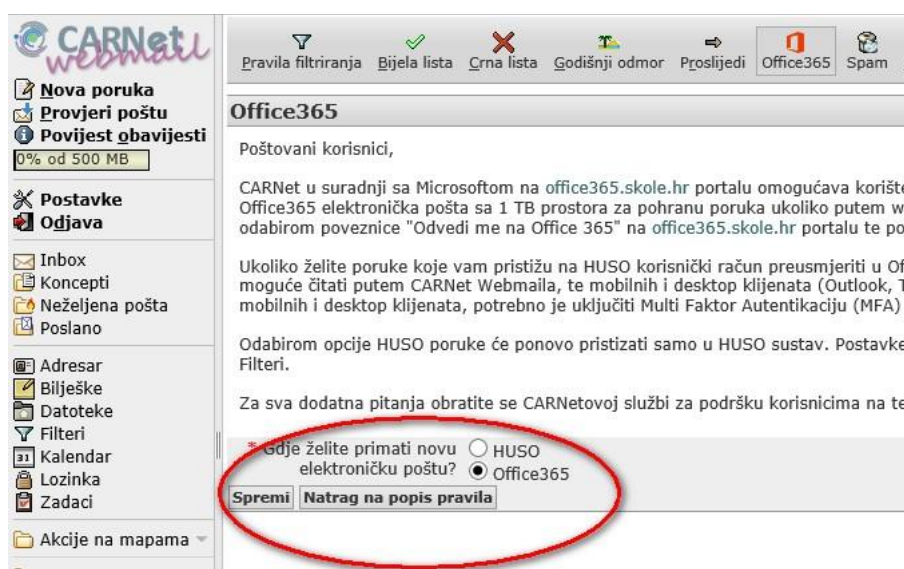 CARNet
webmail
Nova poruka
Provjeri poštu
Povijest obavijesti
0% od 500 MB
Postavke
Odjava
Inbox
Koncepti
Neželjena pošta
Poslano
Adresar
Bilješke
Datoteke
Filteri
31 Kalendar
Lozinka
Zadaci
Akcije na mapama
Pravila filtriranja Bijela lista Crna lista Godišnji odmor Proslijedi Office365 Spam
Office365
Poštovani korisnici,
CARNet u suradnji sa Microsoftom na office365.skole.hr portalu omogućava korište
Office365 elektronička pošta sa 1 TB prostora za pohranu poruka ukoliko putem w
odabirom poveznice "Odvedi me na Office 365" na office365.skole.hr portalu te po
Ukoliko želite poruke koje vam pristižu na HUSO korisnički račun preusmjeriti u Of
moguće čitati putem CARNet Webmaila, te mobilnih i desktop klijenata (Outlook, T
mobilnih i desktop klijenata, potrebno je uključiti Multi Faktor Autentikaciju (MFA)
Odabirom opcije HUSO poruke će ponovo pristizati samo u HUSO sustav. Postavke
Filteri.
Za sva dodatna pitanja obratite se CARNetovoj službi za podršku korisnicima na te
* Gdje želite primati novu HUSO
elektroničku poštu? Office365
Spremi Natrag na popis pravila